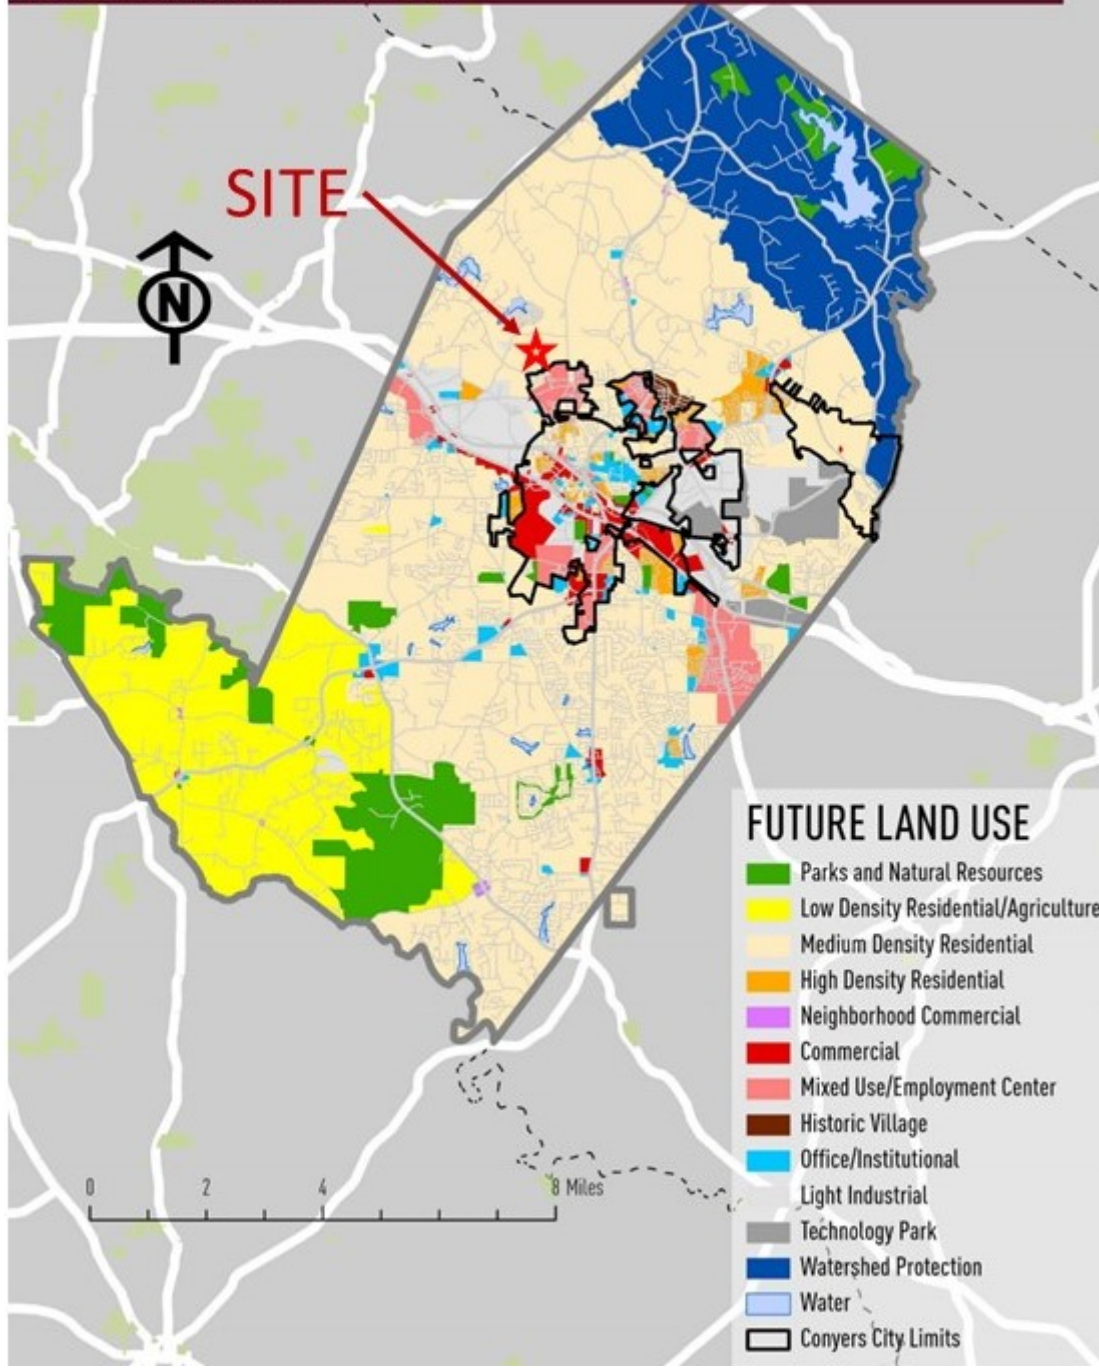 SITE
N
FUTURE LAND USE
Parks and Natural Resources
Low Density Residential/Agriculture
Medium Density Residential
High Density Residential
Neighborhood Commercial
Commercial
Mixed Use/Employment Center
Historic Village
Office/Institutional
Light Industrial
Technology Park
Watershed Protection
Water
Conyers City Limits
0 2 4 8 Miles